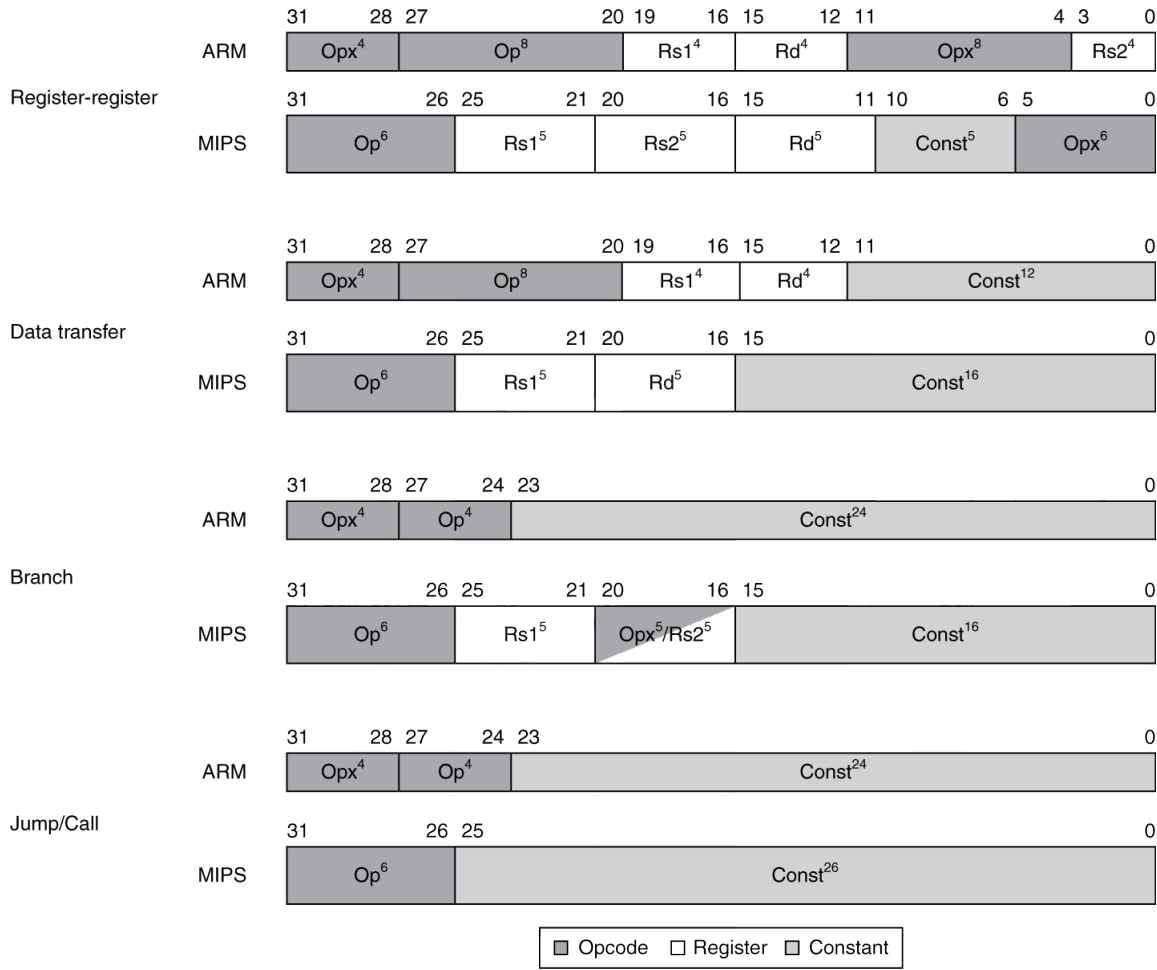 31 28 27 20 19 16 15 12 11 4 3 0
ARM Opx⁴ Op⁸ Rs1⁴ Rd⁴ Opx⁸ Rs2⁴
Register-register
31 26 25 21 20 16 15 11 10 6 5 0
MIPS Op⁶ Rs1⁵ Rs2⁵ Rd⁵ Const⁵ Opx⁶
31 28 27 20 19 16 15 12 11 0
ARM Opx⁴ Op⁸ Rs1⁴ Rd⁴ Const¹²
Data transfer
31 26 25 21 20 16 15 0
MIPS Op⁶ Rs1⁵ Rd⁵ Const¹⁶
31 28 27 24 23 0
ARM Opx⁴ Op⁴ Const²⁴
Branch
31 26 25 21 20 16 15 0
MIPS Op⁶ Rs1⁵ Opx⁵/Rs2⁵ Const¹⁶
31 28 27 24 23 0
ARM Opx⁴ Op⁴ Const²⁴
Jump/Call
31 26 25 0
MIPS Op⁶ Const²⁶
Opcode Register Constant